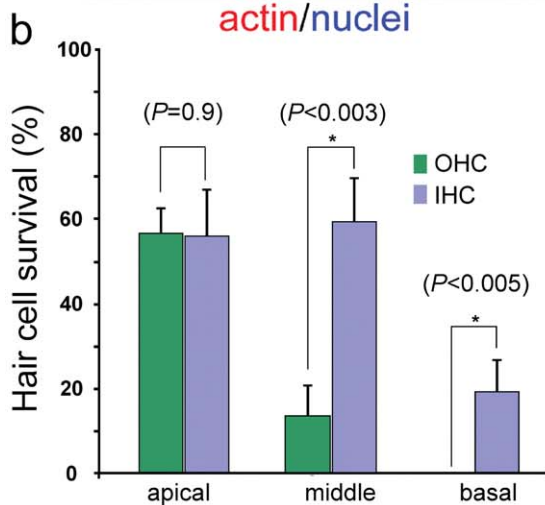 b
actin/nuclei
Hair cell survival (%)
100
80
60
40
20
0
(P=0.9)
(P<0.003)
*
(P<0.005)
*
OHC
IHC
apical
middle
basal